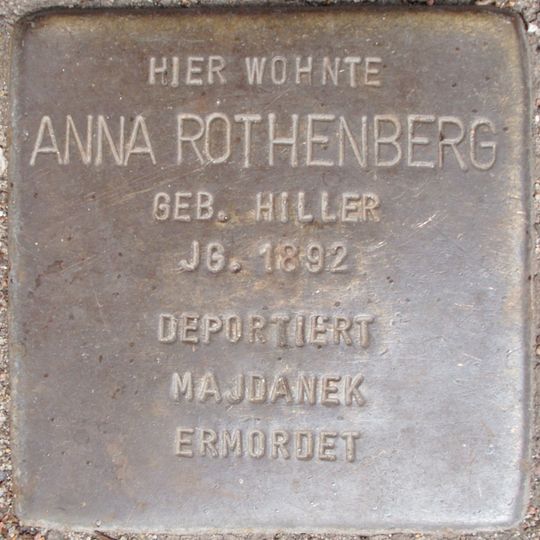 HIER WOHNTE
ANNA ROTHENBERG
GEB. HILLER
JG. 1892
DEPORTIERT
MAJDANEK
ERMORDET